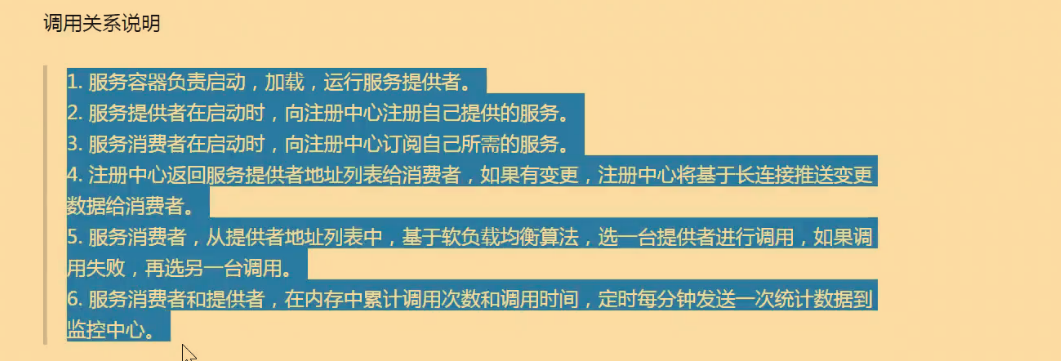 调用关系说明
1. 服务容器负责启动，加载，运行服务提供者。
2. 服务提供者在启动时，向注册中心注册自己提供的服务。
3. 服务消费者在启动时，向注册中心订阅自己所需的服务。
4. 注册中心返回服务提供者地址列表给消费者，如果有变更，注册中心将基于长连接推送变更
数据给消费者。
5. 服务消费者，从提供者地址列表中，基于软负载均衡算法，选一台提供者进行调用，如果调
用失败，再选另一台调用。
6. 服务消费者和提供者，在内存中累计调用次数和调用时间，定时每分钟发送一次统计数据到
监控中心。